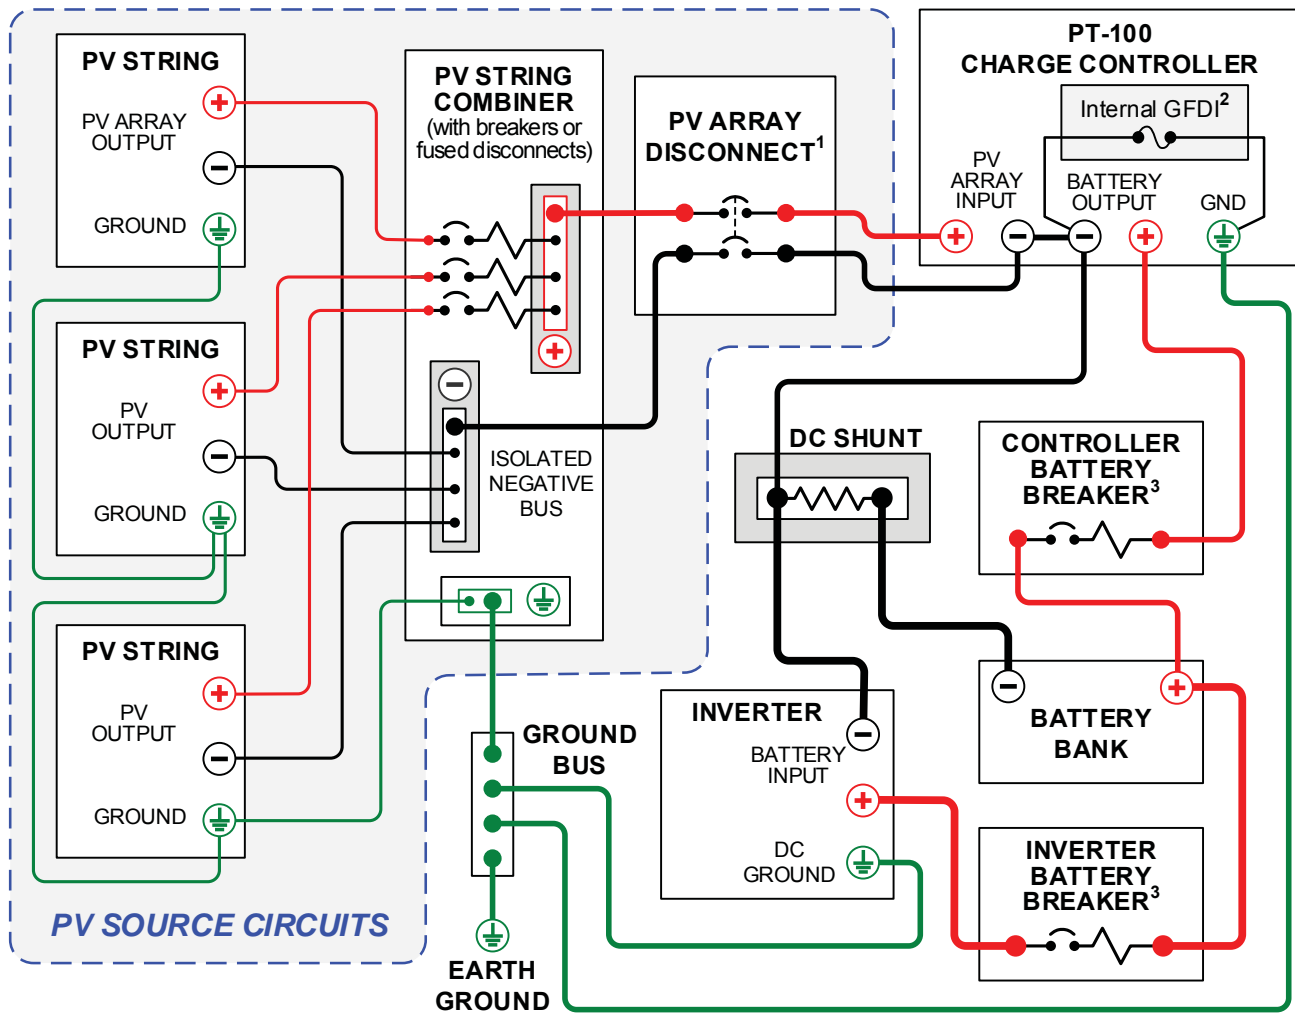 PV STRING
PV ARRAY
OUTPUT
GROUND
PV STRING
PV
OUTPUT
GROUND
PV STRING
PV
OUTPUT
GROUND
PV SOURCE CIRCUITS
PV STRING
COMBINER
(with breakers or
fused disconnects)
ISOLATED
NEGATIVE
BUS
PV ARRAY
DISCONNECT¹
PT-100
CHARGE CONTROLLER
Internal GFDI²
PV
ARRAY
INPUT
BATTERY
OUTPUT
GND
DC SHUNT
CONTROLLER
BATTERY
BREAKER³
BATTERY
BANK
INVERTER
BATTERY
INPUT
DC
GROUND
INVERTER
BATTERY
BREAKER³
GROUND
BUS
EARTH
GROUND